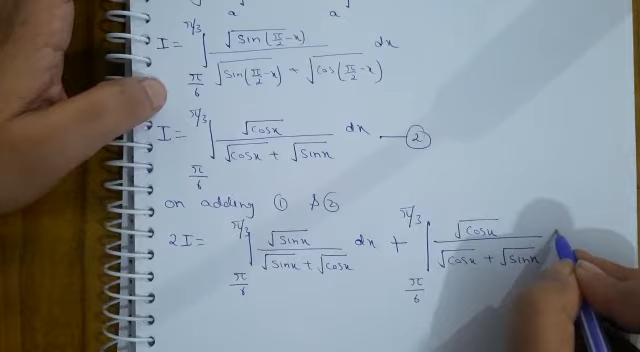 a a
I = ∫_{π/6}^{π/3} √sin(π/2 - x) / (√sin(π/2 - x) + √cos(π/2 - x)) dx
I = ∫_{π/6}^{π/3} √cosx / (√cosx + √sinx) dx — ②
on adding ① & ②
2I = ∫_{π/6}^{π/3} √sinx / (√sinx + √cosx) dx + ∫_{π/6}^{π/3} √cosx / (√cosx + √sinx)